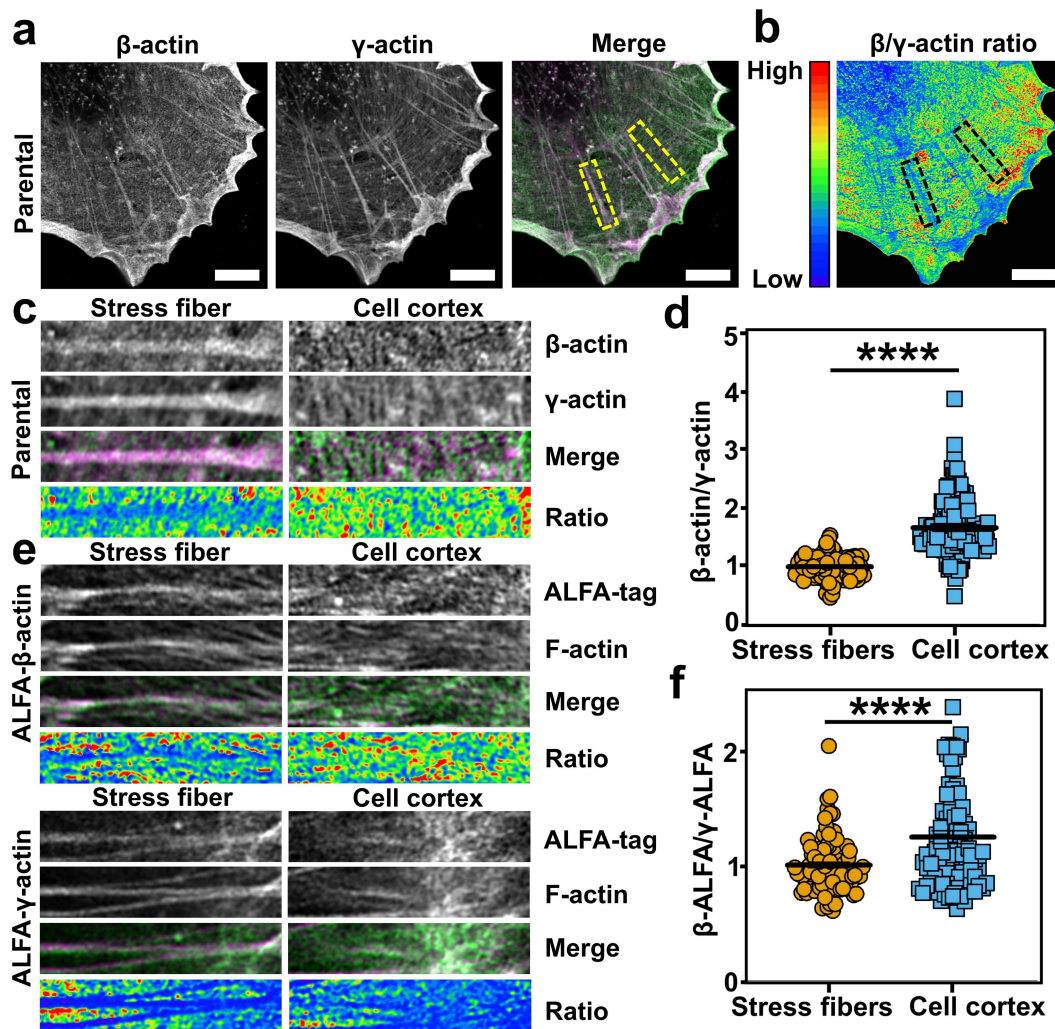 a
β-actin
γ-actin
Merge
Parental
b
β/γ-actin ratio
High
Low
c
Stress fiber
Cell cortex
Parental
β-actin
γ-actin
Merge
Ratio
d
****
β-actin/γ-actin
5
4
3
2
1
0
Stress fibers
Cell cortex
e
Stress fiber
Cell cortex
ALFA-β-actin
ALFA-tag
F-actin
Merge
Ratio
Stress fiber
Cell cortex
ALFA-γ-actin
ALFA-tag
F-actin
Merge
Ratio
f
****
β-ALFA/γ-ALFA
2
1
0
Stress fibers
Cell cortex